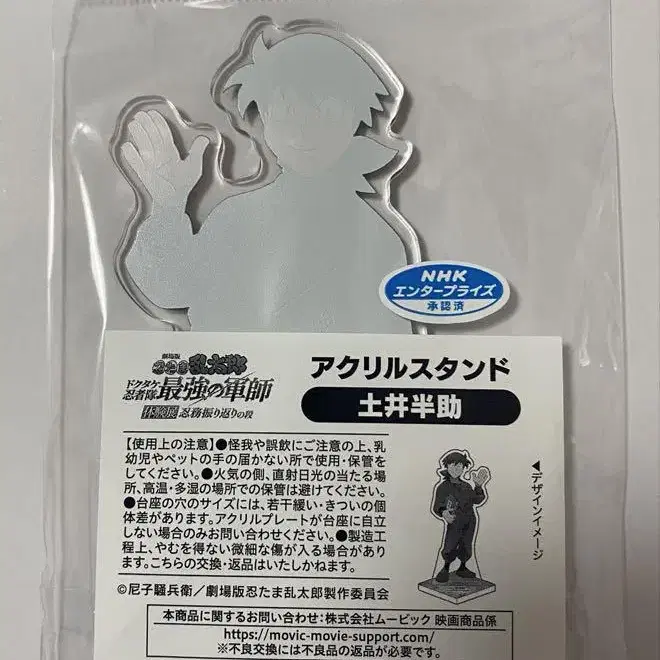 NHK
エンタープライズ
承認済
劇場版
忍たま乱太郎
ドクタケ忍者隊最強の軍師
体験展 忍務振り返りの段
アクリルスタンド
土井半助
【使用上の注意】●怪我や誤飲にご注意の上、乳
幼児やペットの手の届かない所で使用・保管を
してください。●火気の側、直射日光の当たる場
所、高温・多湿の場所での保管は避けてください。
●台座の穴のサイズには、若干緩い・きついの個
体差があります。アクリルプレートが台座に自立
しない場合のみお問い合わせください。●製造工
程上、やむを得ない微細な傷が入る場合があり
ます。こちらの交換・返品はいたしかねます。
◀デザインイメージ
©尼子騒兵衛／劇場版忍たま乱太郎製作委員会
本商品に関するお問い合わせ：株式会社ムービック 映画商品係
https://movic-movie-support.com/
※不良交換には不良品の返品が必要です。